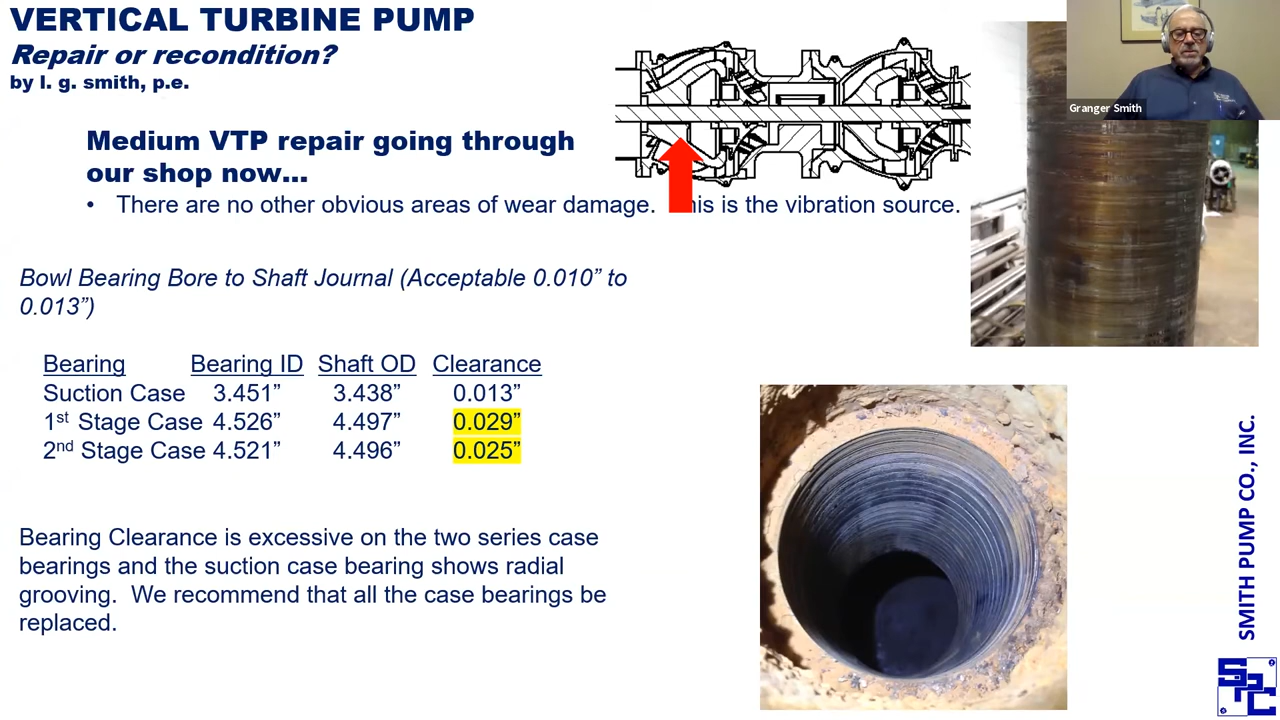 VERTICAL TURBINE PUMP
Repair or recondition?
by l. g. smith, p.e.
Granger Smith
Medium VTP repair going through
our shop now...
• There are no other obvious areas of wear damage. his is the vibration source.
Bowl Bearing Bore to Shaft Journal (Acceptable 0.010” to
0.013”)
Bearing Bearing ID Shaft OD Clearance
Suction Case 3.451” 3.438” 0.013”
1st Stage Case 4.526” 4.497” 0.029”
2nd Stage Case 4.521” 4.496” 0.025”
Bearing Clearance is excessive on the two series case
bearings and the suction case bearing shows radial
grooving. We recommend that all the case bearings be
replaced.
SMITH PUMP CO., INC.
SPC